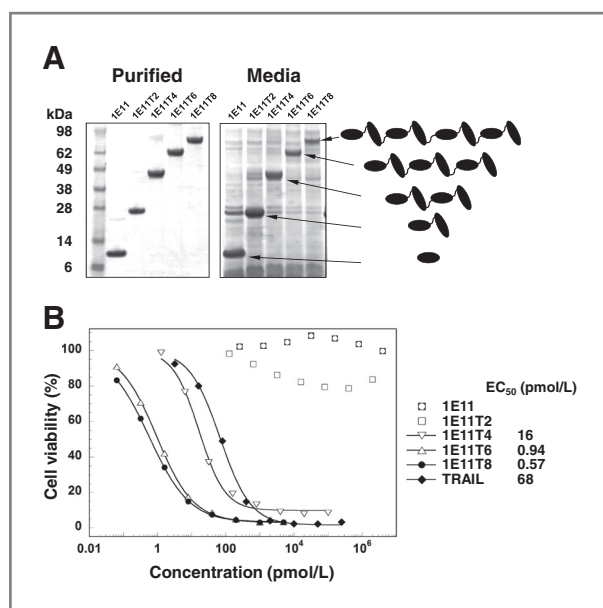 A
Purified
Media
1E11
1E11T2
1E11T4
1E11T6
1E11T8
1E11
1E11T2
1E11T4
1E11T6
1E11T8
kDa
98
62
49
38
28
14
6
B
Cell viability (%)
100
80
60
40
20
0
0.01
1
100
10⁴
10⁶
Concentration (pmol/L)
EC₅₀ (pmol/L)
1E11
1E11T2
1E11T4 16
1E11T6 0.94
1E11T8 0.57
TRAIL 68